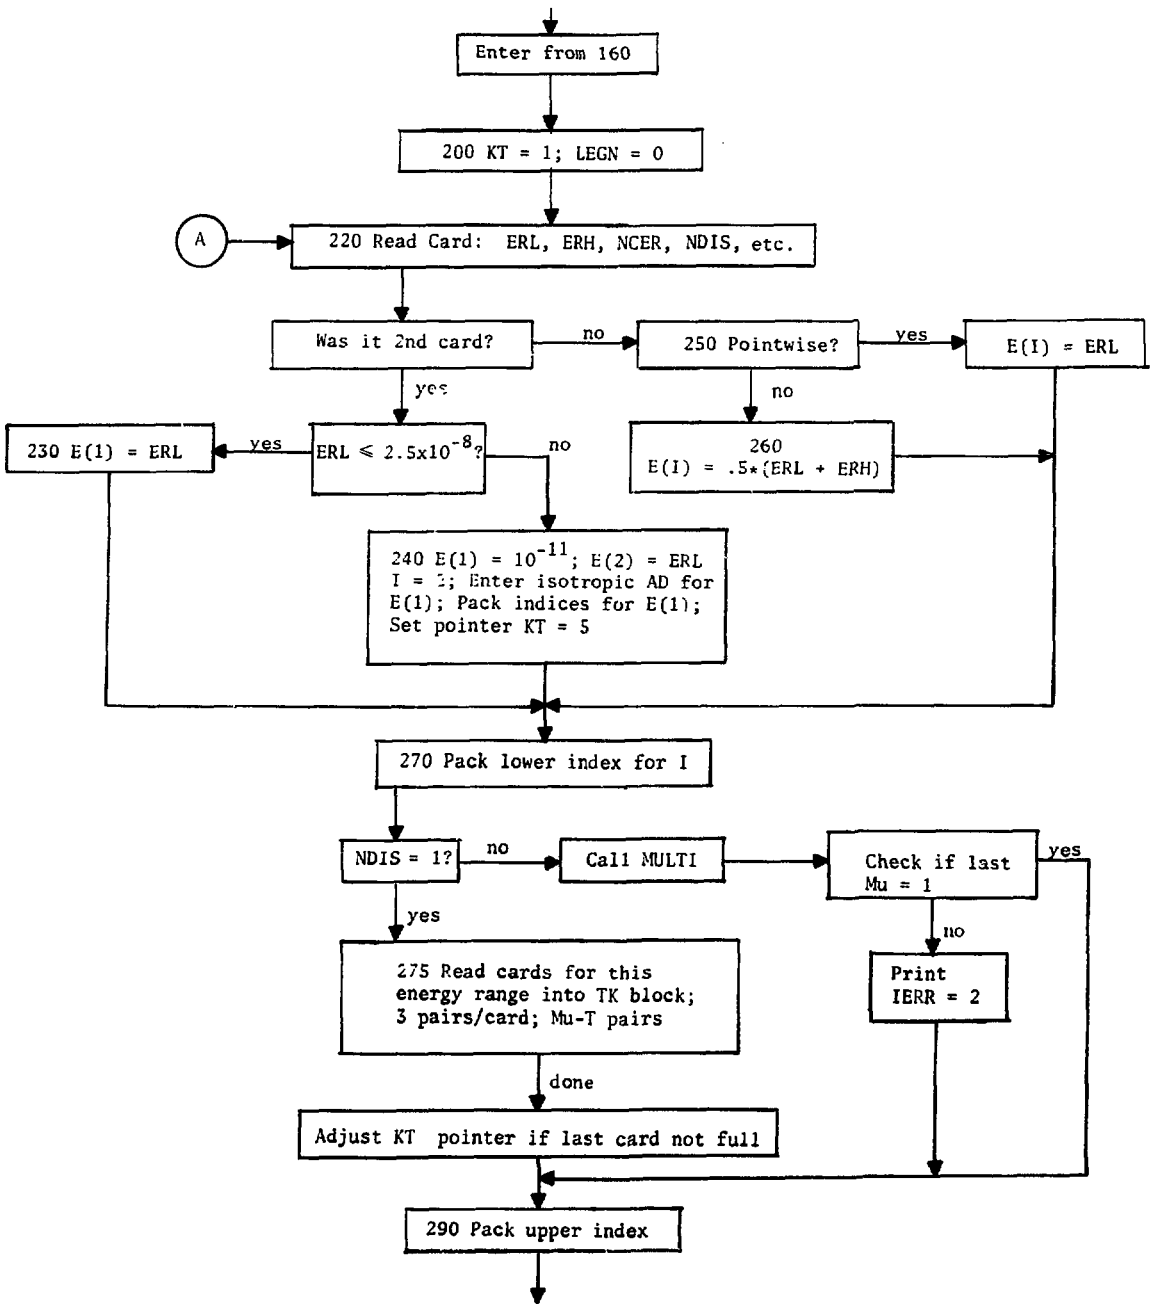 Enter from 160
200 KT = 1; LEGN = 0
A
220 Read Card: ERL, ERH, NCER, NDIS, etc.
Was it 2nd card?
no
250 Pointwise?
yes
E(I) = ERL
yes
no
230 E(1) = ERL
yes
ERL ⩽ 2.5x10⁻⁸?
no
260
E(I) = .5*(ERL + ERH)
240 E(1) = 10⁻¹¹; E(2) = ERL
I = ; Enter isotropic AD for
E(1); Pack indices for E(1);
Set pointer KT = 5
270 Pack lower index for I
NDIS = 1?
no
Call MULTI
Check if last
Mu = 1
yes
yes
no
275 Read cards for this
energy range into TK block;
3 pairs/card; Mu-T pairs
Print
IERR = 2
done
Adjust KT pointer if last card not full
290 Pack upper index